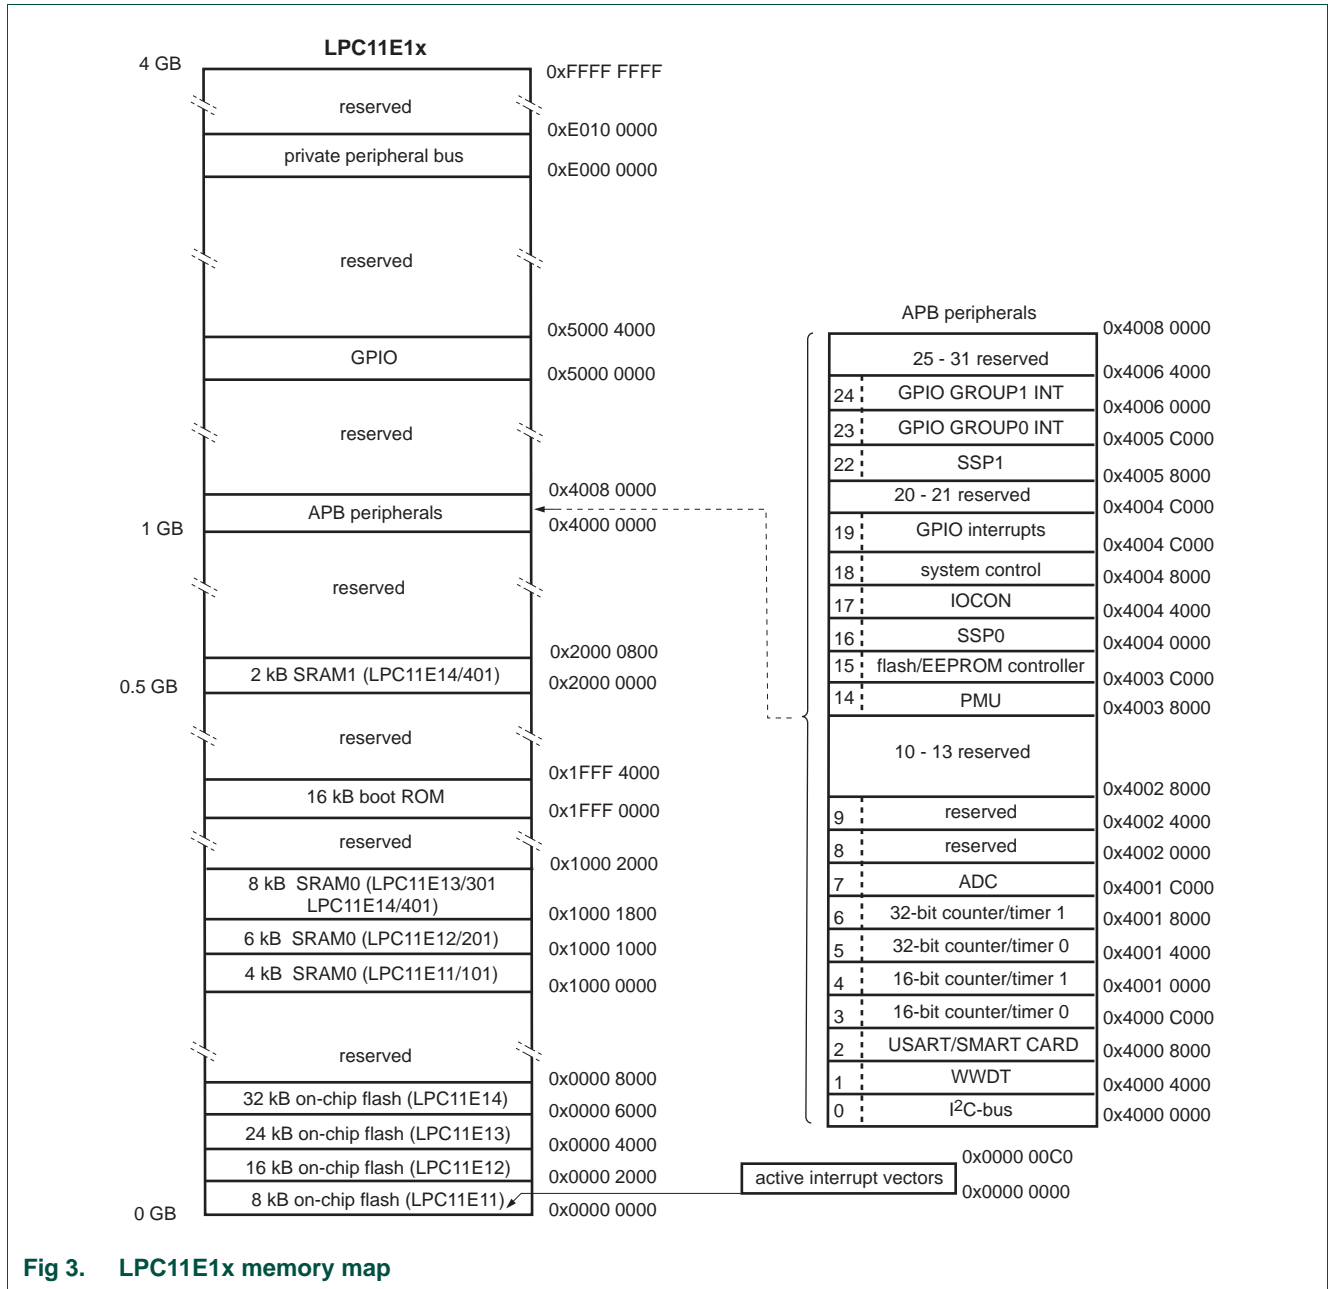 LPC11E1x
4 GB
0xFFFF FFFF
reserved
0xE010 0000
private peripheral bus
0xE000 0000
reserved
0x5000 4000
GPIO
0x5000 0000
reserved
0x4008 0000
APB peripherals
0x4000 0000
1 GB
reserved
0x2000 0800
2 kB SRAM1 (LPC11E14/401)
0x2000 0000
0.5 GB
reserved
0x1FFF 4000
16 kB boot ROM
0x1FFF 0000
reserved
0x1000 2000
8 kB SRAM0 (LPC11E13/301
LPC11E14/401)
0x1000 1800
6 kB SRAM0 (LPC11E12/201)
0x1000 1000
4 kB SRAM0 (LPC11E11/101)
0x1000 0000
reserved
0x0000 8000
32 kB on-chip flash (LPC11E14)
0x0000 6000
24 kB on-chip flash (LPC11E13)
0x0000 4000
16 kB on-chip flash (LPC11E12)
0x0000 2000
8 kB on-chip flash (LPC11E11)
0 GB
0x0000 0000
APB peripherals
0x4008 0000
25 - 31 reserved
0x4006 4000
24 GPIO GROUP1 INT
0x4006 0000
23 GPIO GROUP0 INT
0x4005 C000
22 SSP1
0x4005 8000
20 - 21 reserved
0x4004 C000
19 GPIO interrupts
0x4004 C000
18 system control
0x4004 8000
17 IOCON
0x4004 4000
16 SSP0
0x4004 0000
15 flash/EEPROM controller
0x4003 C000
14 PMU
0x4003 8000
10 - 13 reserved
0x4002 8000
9 reserved
0x4002 4000
8 reserved
0x4002 0000
7 ADC
0x4001 C000
6 32-bit counter/timer 1
0x4001 8000
5 32-bit counter/timer 0
0x4001 4000
4 16-bit counter/timer 1
0x4001 0000
3 16-bit counter/timer 0
0x4000 C000
2 USART/SMART CARD
0x4000 8000
1 WWDT
0x4000 4000
0 I2C-bus
0x4000 0000
0x0000 00C0
active interrupt vectors
0x0000 0000
Fig 3. LPC11E1x memory map